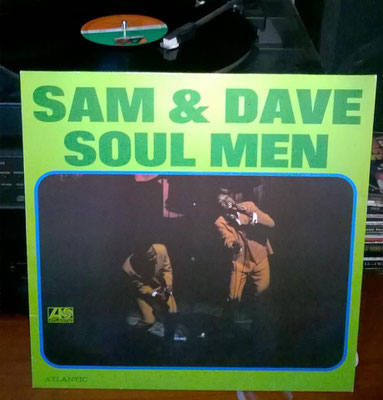 SAM & DAVE
SOUL MEN
ATLANTIC